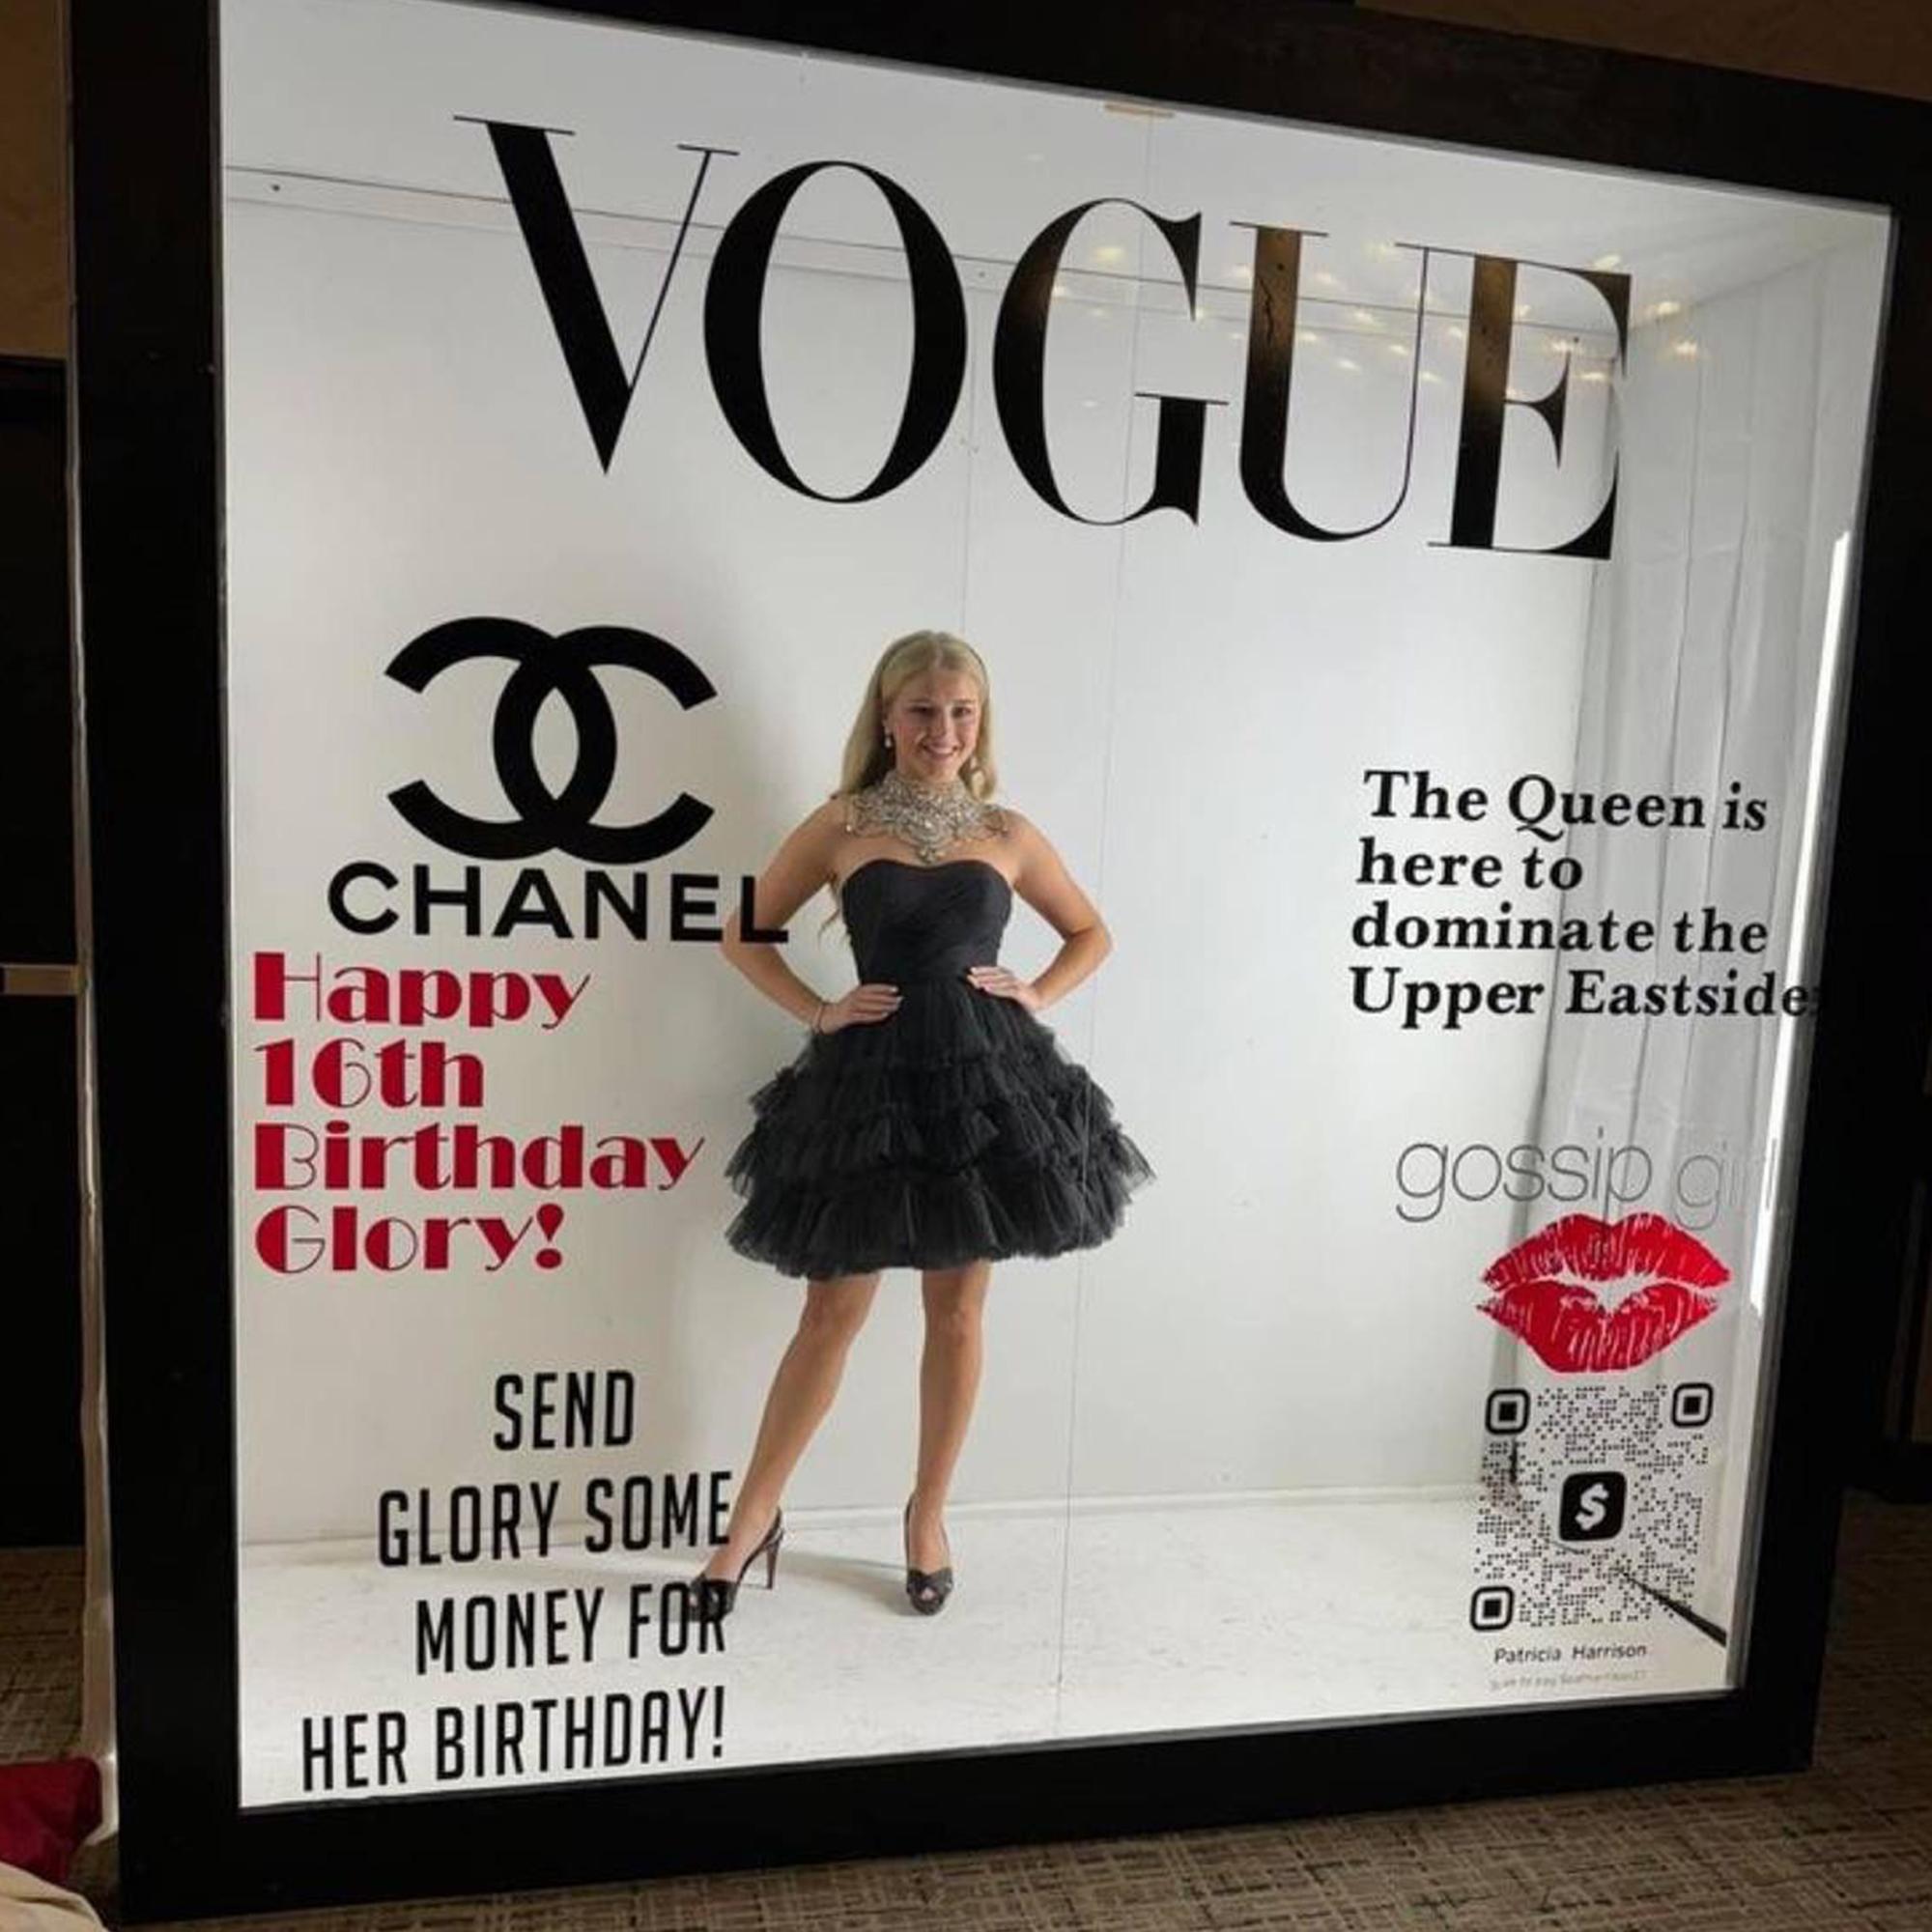 VOGUE
CHANEL
Happy
16th
Birthday
Glory!
SEND
GLORY SOME
MONEY FOR
HER BIRTHDAY!
The Queen is
here to
dominate the
Upper Eastside
gossip girl
$
Patricia Harrison